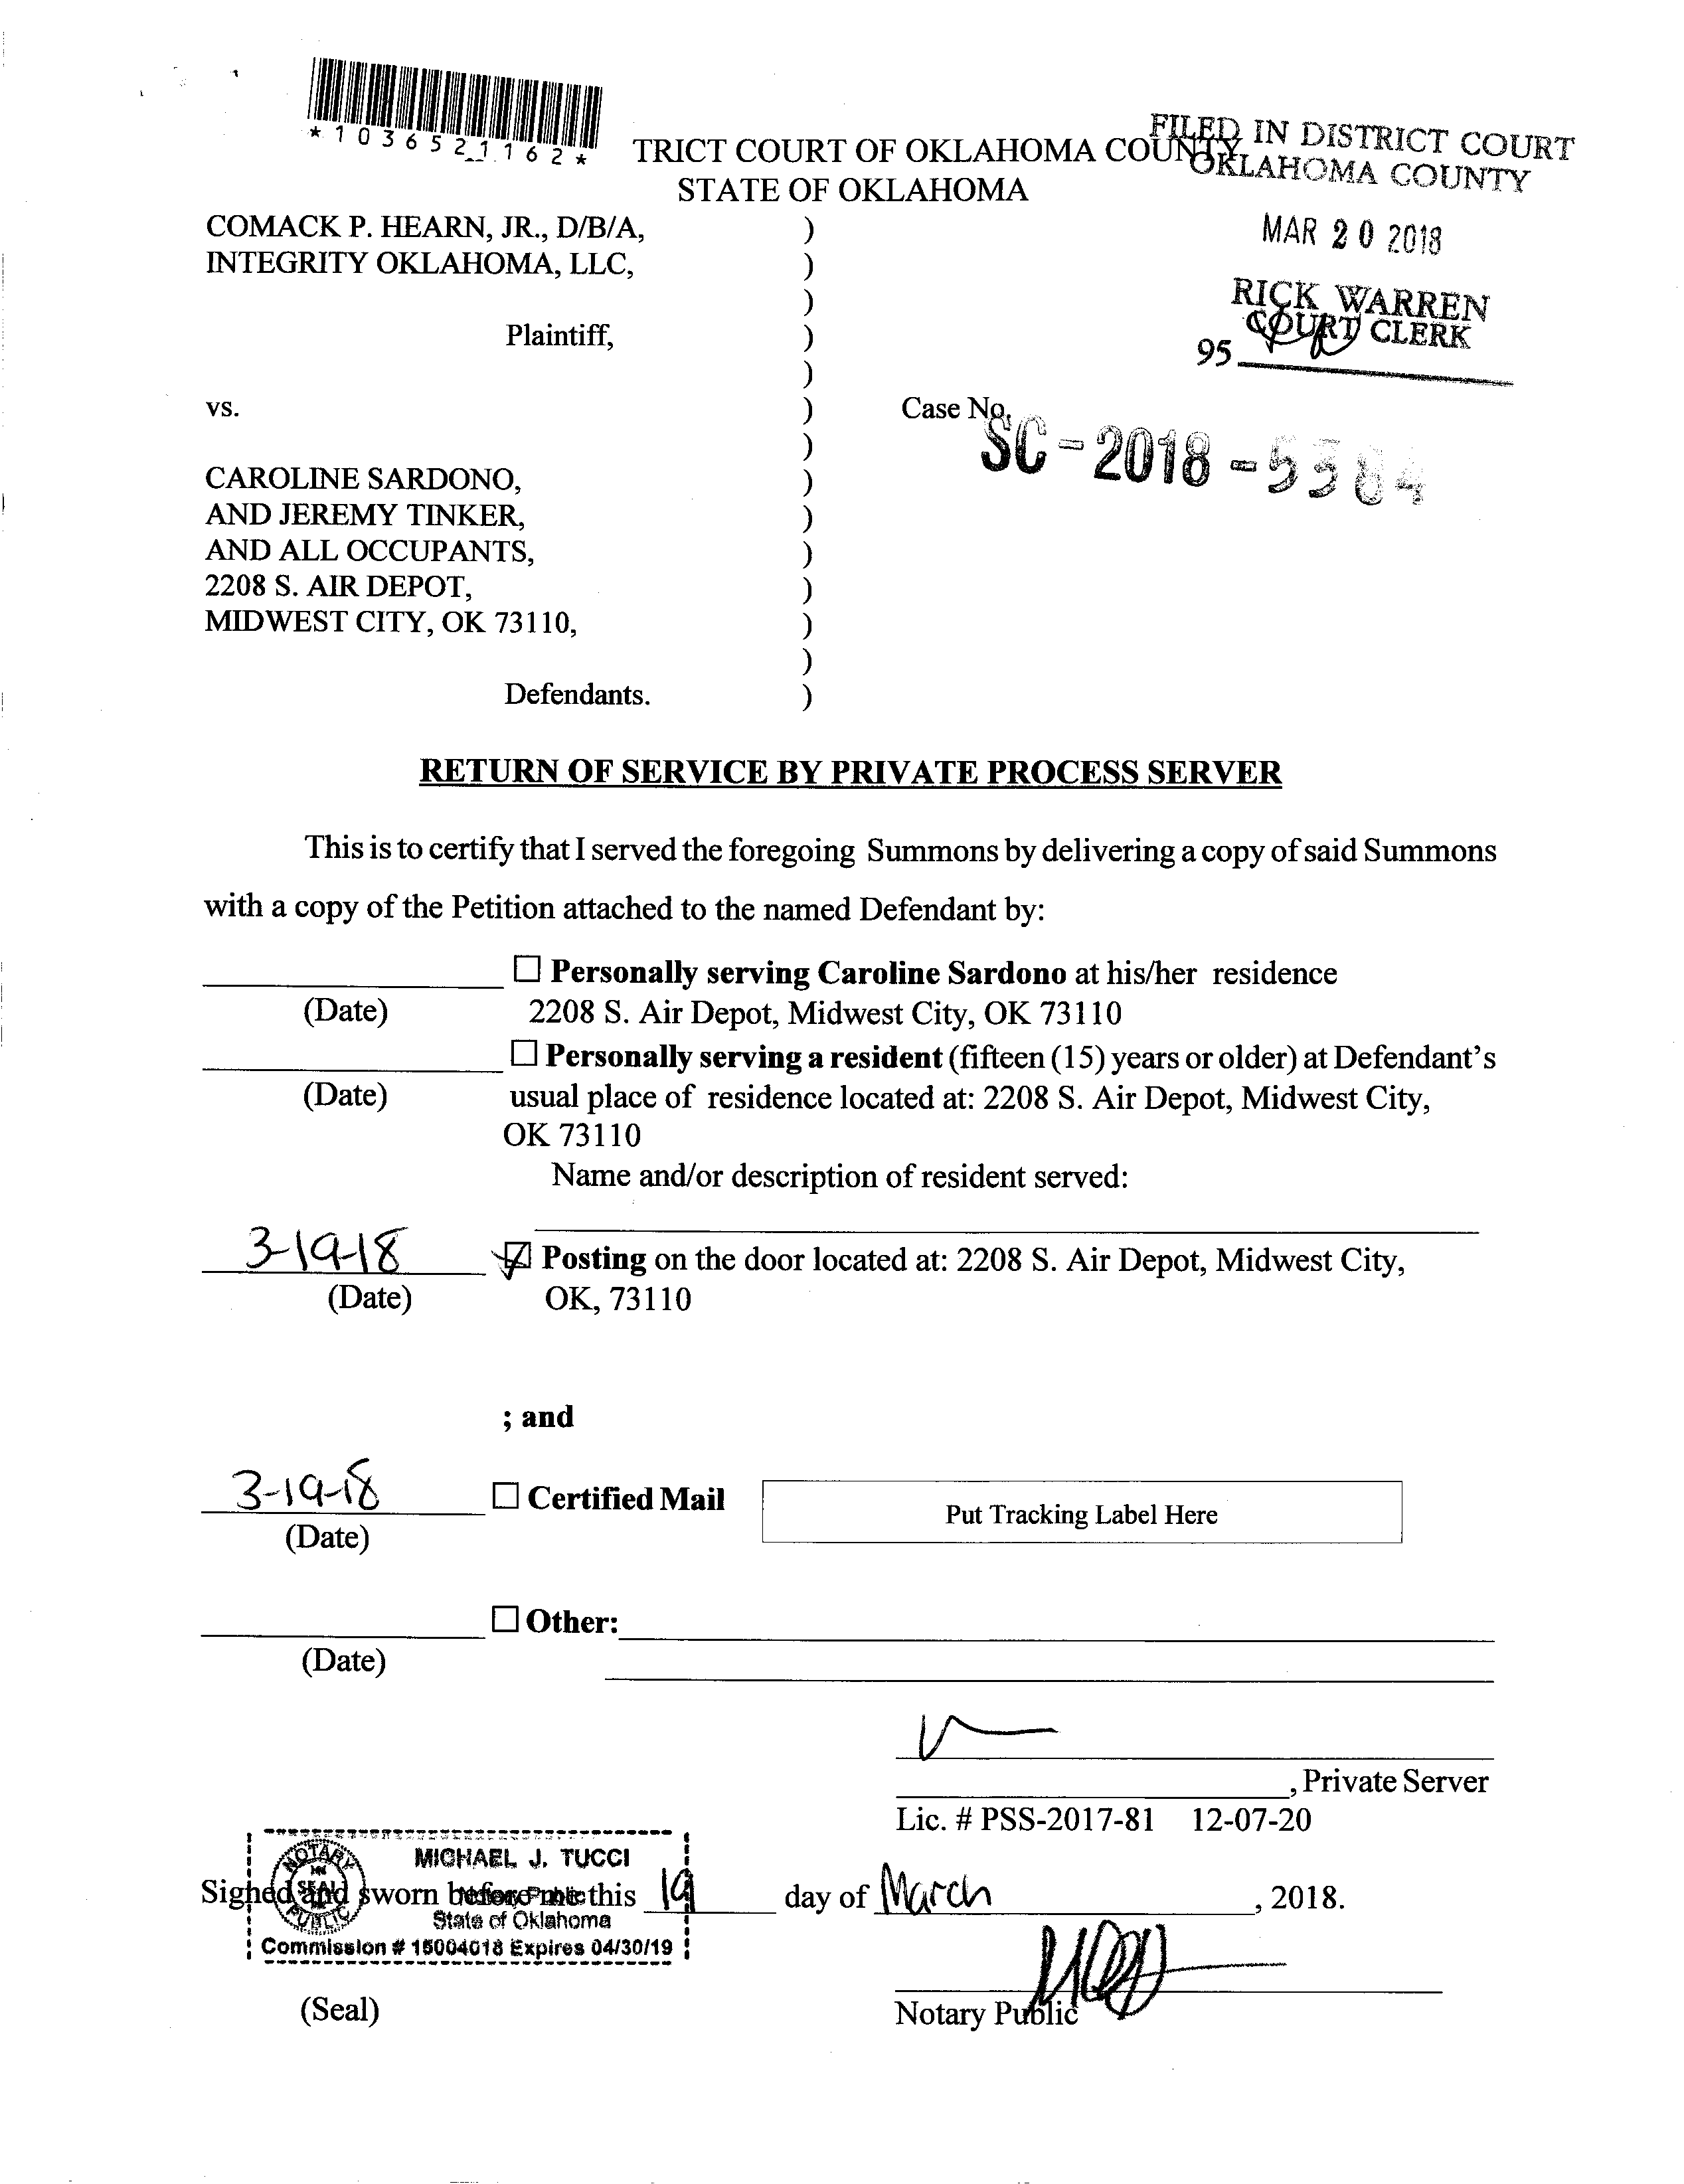 *1036521162*
TRICT COURT OF OKLAHOMA COUNTY
STATE OF OKLAHOMA
FILED IN DISTRICT COURT
OKLAHOMA COUNTY
MAR 20 2018
RICK WARREN
COURT CLERK
95
COMACK P. HEARN, JR., D/B/A, )
INTEGRITY OKLAHOMA, LLC, )
)
Plaintiff, )
)
vs. )
Case No.
SC-2018-5384
)
CAROLINE SARDONO, )
AND JEREMY TINKER, )
AND ALL OCCUPANTS, )
2208 S. AIR DEPOT, )
MIDWEST CITY, OK 73110, )
)
Defendants. )
RETURN OF SERVICE BY PRIVATE PROCESS SERVER
This is to certify that I served the foregoing Summons by delivering a copy of said Summons
with a copy of the Petition attached to the named Defendant by:
☐ Personally serving Caroline Sardono at his/her residence
(Date) 2208 S. Air Depot, Midwest City, OK 73110
☐ Personally serving a resident (fifteen (15) years or older) at Defendant's
(Date) usual place of residence located at: 2208 S. Air Depot, Midwest City,
OK 73110
Name and/or description of resident served:
3-19-18 ☑ Posting on the door located at: 2208 S. Air Depot, Midwest City,
(Date) OK, 73110
; and
3-19-18 ☐ Certified Mail Put Tracking Label Here
(Date)
☐ Other:
(Date)
, Private Server
Lic. # PSS-2017-81 12-07-20
MICHAEL J. TUCCI
NOTARY PUBLIC SEAL
Signed and sworn before me this 19 day of March, 2018.
Notary Public
State of Oklahoma
Commission # 15004018 Expires 04/30/19
(Seal)
Notary Public